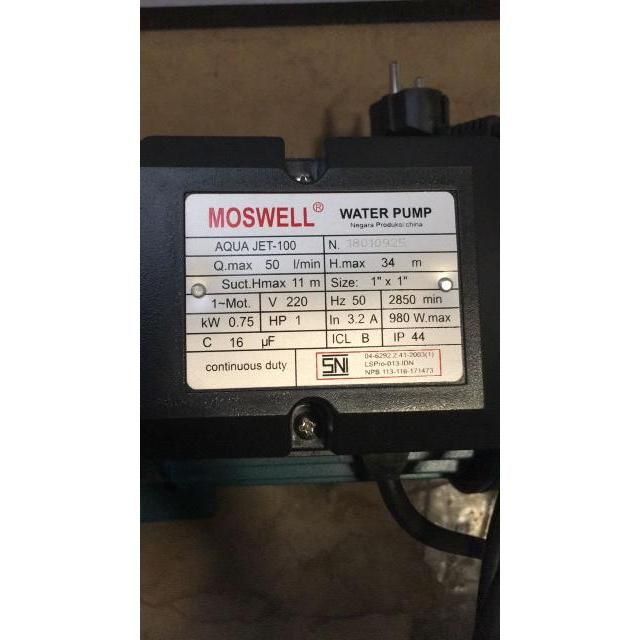 MOSWELL® WATER PUMP
Negara Produksi china
AQUA JET-100 N. 18010925
Q.max 50 l/min H.max 34 m
Suct.Hmax 11 m Size: 1" x 1"
1~Mot. V 220 Hz 50 2850 min
kW 0.75 HP 1 In 3.2 A 980 W.max
C 16 µF ICL B IP 44
continuous duty SNI
04-6292.2.41-2003(1)
LSPro-013-IDN
NPB 113-116-171473